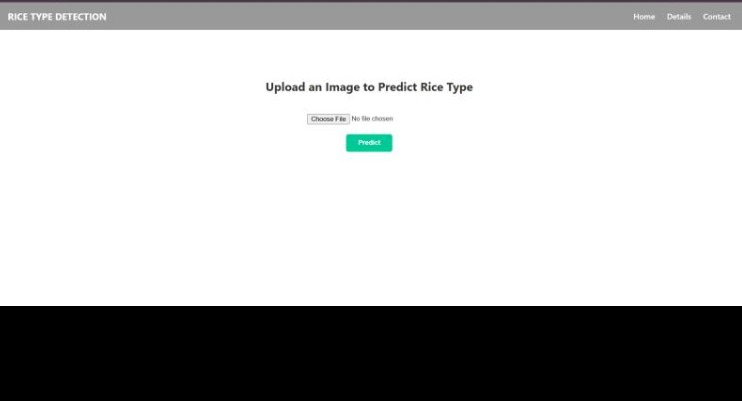 RICE TYPE DETECTION Home Details Contact
Upload an Image to Predict Rice Type
Choose File No file chosen
Predict